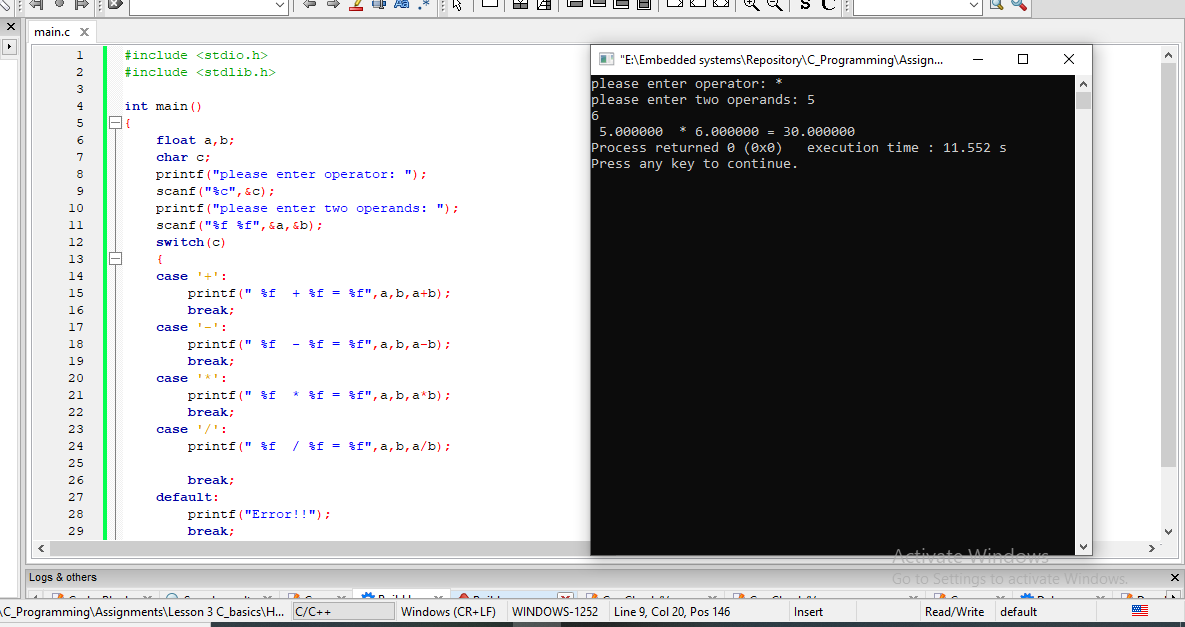 main.c
1 #include <stdio.h>
2 #include <stdlib.h>
3
4 int main()
5 {
6 float a,b;
7 char c;
8 printf("please enter operator: ");
9 scanf("%c",&c);
10 printf("please enter two operands: ");
11 scanf("%f %f",&a,&b);
12 switch(c)
13 {
14 case '+':
15 printf(" %f  + %f = %f",a,b,a+b);
16 break;
17 case '-':
18 printf(" %f  - %f = %f",a,b,a-b);
19 break;
20 case '*':
21 printf(" %f  * %f = %f",a,b,a*b);
22 break;
23 case '/':
24 printf(" %f  / %f = %f",a,b,a/b);
25
26 break;
27 default:
28 printf("Error!!");
29 break;
"E:\Embedded systems\Repository\C_Programming\Assign...
please enter operator: *
please enter two operands: 5
6
5.000000  * 6.000000 = 30.000000
Process returned 0 (0x0)   execution time : 11.552 s
Press any key to continue.
Activate Windows
Go to Settings to activate Windows.
Logs & others
\C_Programming\Assignments\Lesson 3 C_basics\H... C/C++ Windows (CR+LF) WINDOWS-1252 Line 9, Col 20, Pos 146 Insert Read/Write default